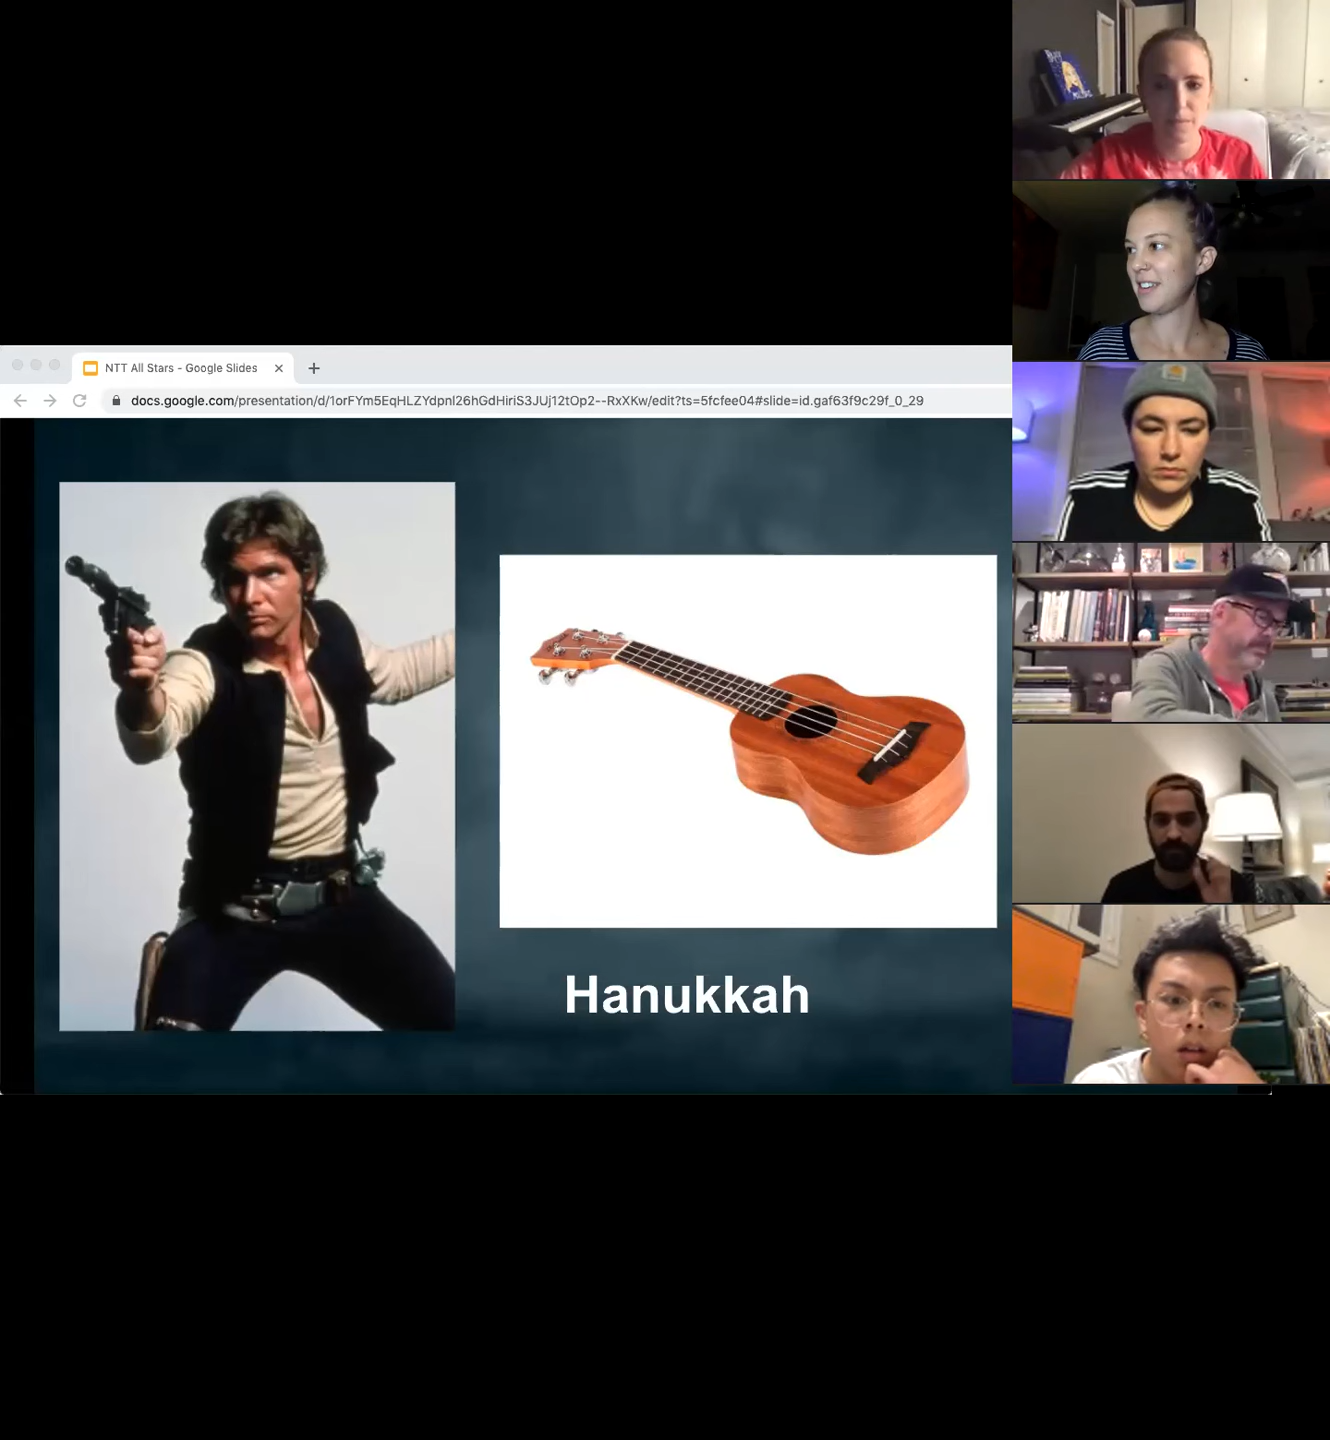 NTT All Stars - Google Slides
docs.google.com/presentation/d/1orFYm5EqHLZYdpnl26hGdHiriS3JUj12tOp2--RxXKw/edit?ts=5fcfee04#slide=id.gaf63f9c29f_0_29
Hanukkah